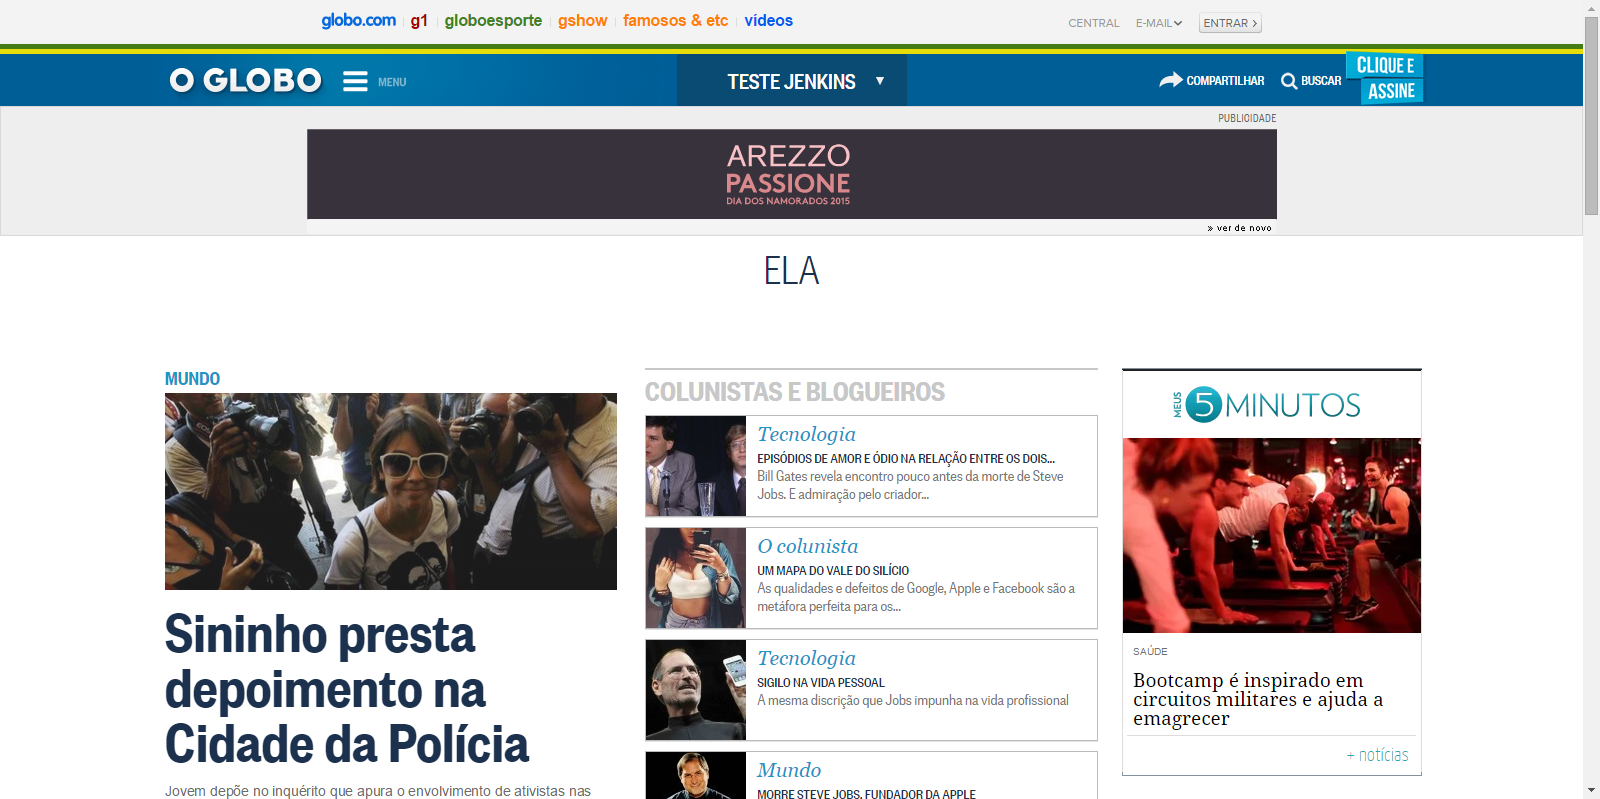 globo.com g1 globoesporte gshow famosos & etc vídeos CENTRAL E-MAIL ENTRAR
O GLOBO MENU TESTE JENKINS COMPARTILHAR BUSCAR CLIQUE E
ASSINE
PUBLICIDADE
AREZZO
PASSIONE
DIA DOS NAMORADOS 2015
» ver de novo
ELA
MUNDO
Sininho presta
depoimento na
Cidade da Polícia
Jovem depõe no inquérito que apura o envolvimento de ativistas nas
COLUNISTAS E BLOGUEIROS
Tecnologia
EPISÓDIOS DE AMOR E ÓDIO NA RELAÇÃO ENTRE OS DOIS...
Bill Gates revela encontro pouco antes da morte de Steve
Jobs. E admiração pelo criador...
O colunista
UM MAPA DO VALE DO SILÍCIO
As qualidades e defeitos de Google, Apple e Facebook são a
metáfora perfeita para os...
Tecnologia
SIGILO NA VIDA PESSOAL
A mesma discrição que Jobs impunha na vida profissional
Mundo
MORRE STEVE JOBS, FUNDADOR DA APPLE
MEUS 5 MINUTOS
SAÚDE
Bootcamp é inspirado em
circuitos militares e ajuda a
emagrecer
+ notícias